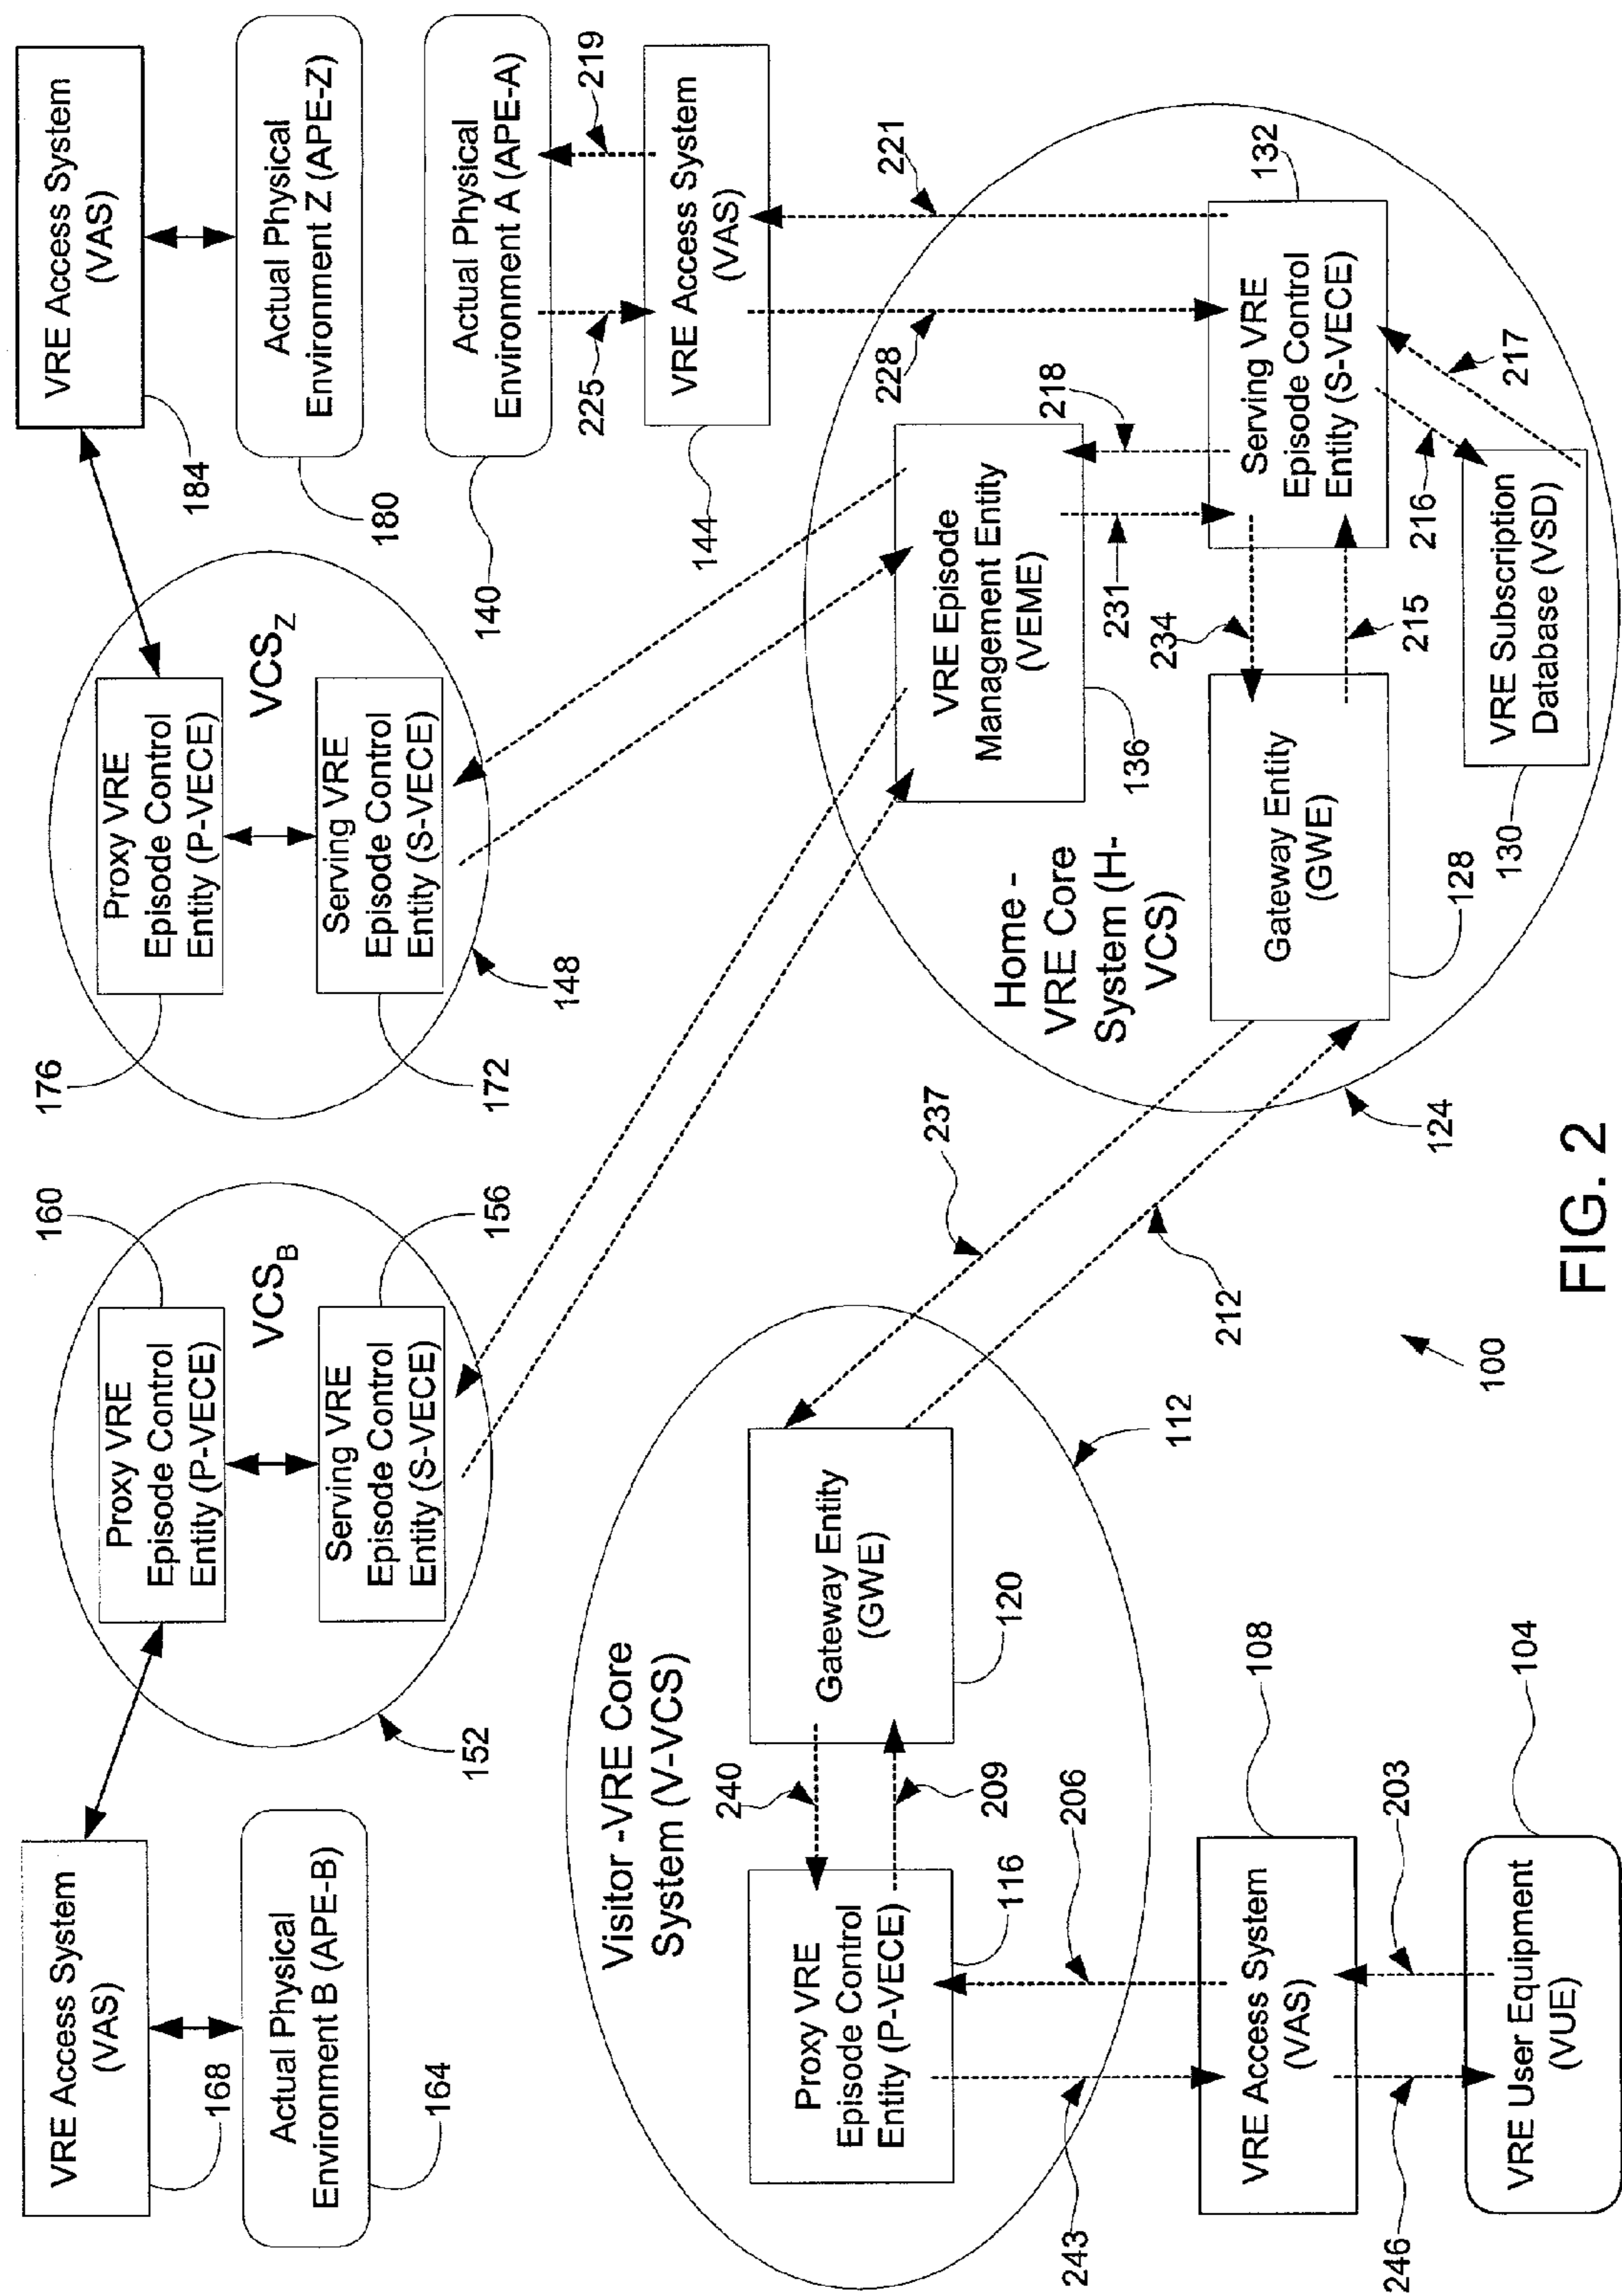 VRE Access System
(VAS)
168
Actual Physical
Environment B (APE-B)
164
160
Proxy VRE
Episode Control
Entity (P-VECE)
VCSB
Serving VRE
Episode Control
Entity (S-VECE)
156
152
176
Proxy VRE
Episode Control
Entity (P-VECE)
VCSZ
Serving VRE
Episode Control
Entity (S-VECE)
172
148
VRE Access System
(VAS)
184
Actual Physical
Environment Z (APE-Z)
180
Actual Physical
Environment A (APE-A)
140
219
225
VRE Access System
(VAS)
144
221
228
Visitor -VRE Core
System (V-VCS)
Gateway Entity
(GWE)
120
240
209
Proxy VRE
Episode Control
Entity (P-VECE)
116
112
206
243
VRE Access System
(VAS)
108
203
246
VRE User Equipment
(VUE)
104
237
212
Home -
VRE Core
System (H-
VCS)
VRE Episode
Management Entity
(VEME)
136
218
231
132
Serving VRE
Episode Control
Entity (S-VECE)
234
215
216
217
Gateway Entity
(GWE)
128
VRE Subscription
Database (VSD)
130
124
100
FIG. 2